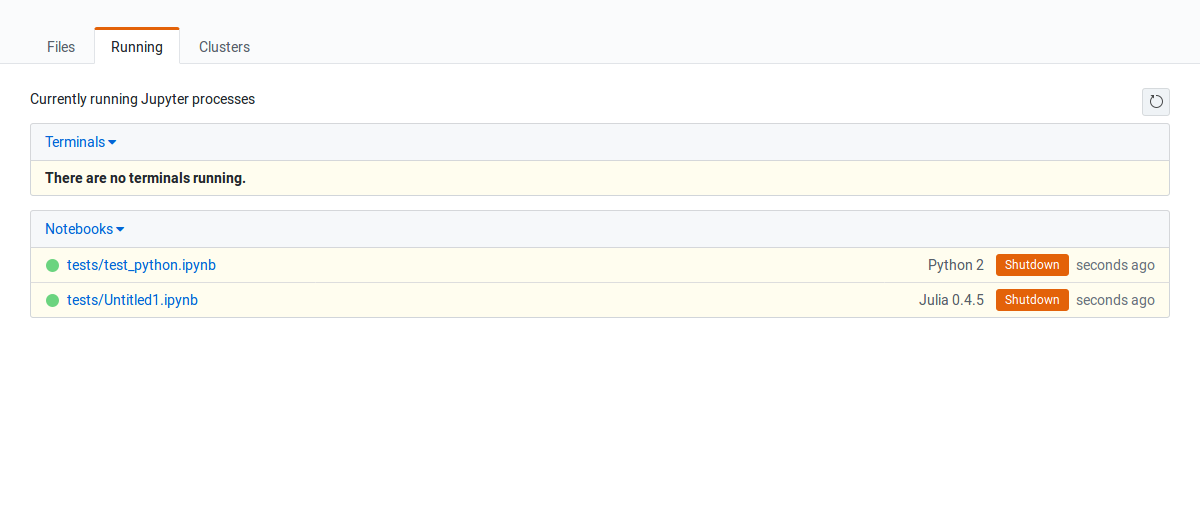 Files Running Clusters
Currently running Jupyter processes
Terminals
There are no terminals running.
Notebooks
tests/test_python.ipynb Python 2 Shutdown seconds ago
tests/Untitled1.ipynb Julia 0.4.5 Shutdown seconds ago